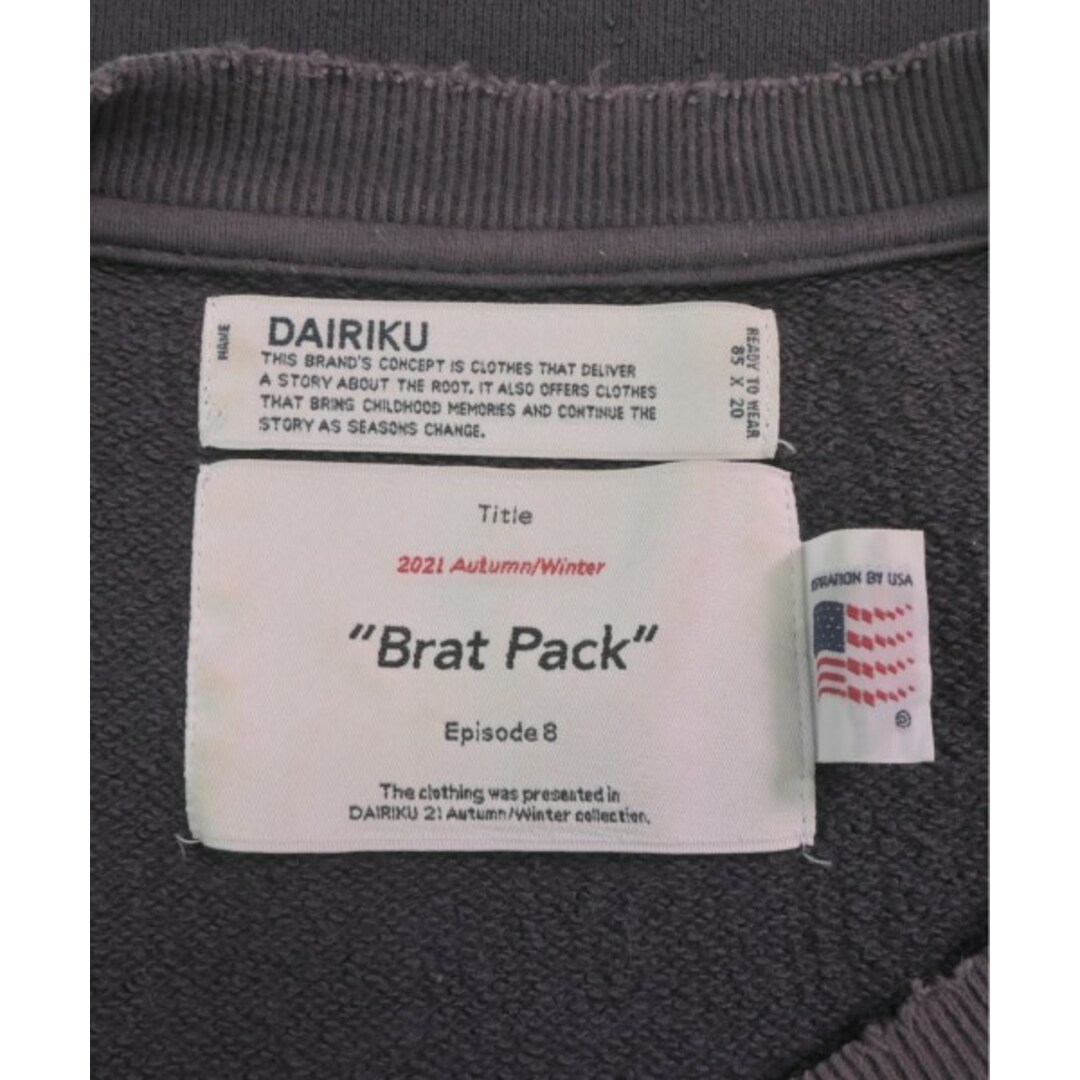 NAME
DAIRIKU
THIS BRAND'S CONCEPT IS CLOTHES THAT DELIVER
A STORY ABOUT THE ROOT. IT ALSO OFFERS CLOTHES
THAT BRING CHILDHOOD MEMORIES AND CONTINUE THE
STORY AS SEASONS CHANGE.
READY TO WEAR
85 X 20
Title
2021 Autumn/Winter
"Brat Pack"
Episode 8
The clothing was presented in
DAIRIKU 21 Autumn/Winter collection.
BY USA
©